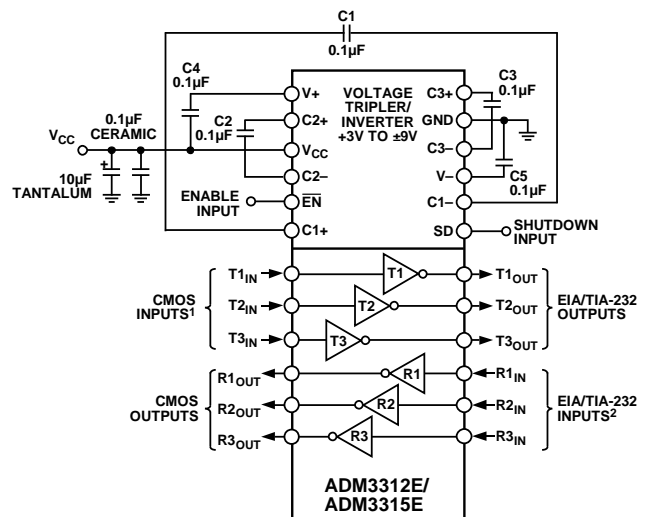 C1
0.1µF
C4
0.1µF
V+
VOLTAGE
TRIPLER/
INVERTER
+3V TO ±9V
C3+
C3
0.1µF
0.1µF
CERAMIC
C2
0.1µF
C2+
GND
VCC
VCC
C3–
+
10µF
TANTALUM
C2–
V–
C5
0.1µF
ENABLE
INPUT
EN
C1–
C1+
SD
SHUTDOWN
INPUT
CMOS
INPUTS1
T1IN
T1
T1OUT
T2IN
T2
T2OUT
T3IN
T3
T3OUT
EIA/TIA-232
OUTPUTS
CMOS
OUTPUTS
R1OUT
R1
R1IN
R2OUT
R2
R2IN
R3OUT
R3
R3IN
EIA/TIA-232
INPUTS2
ADM3312E/
ADM3315E